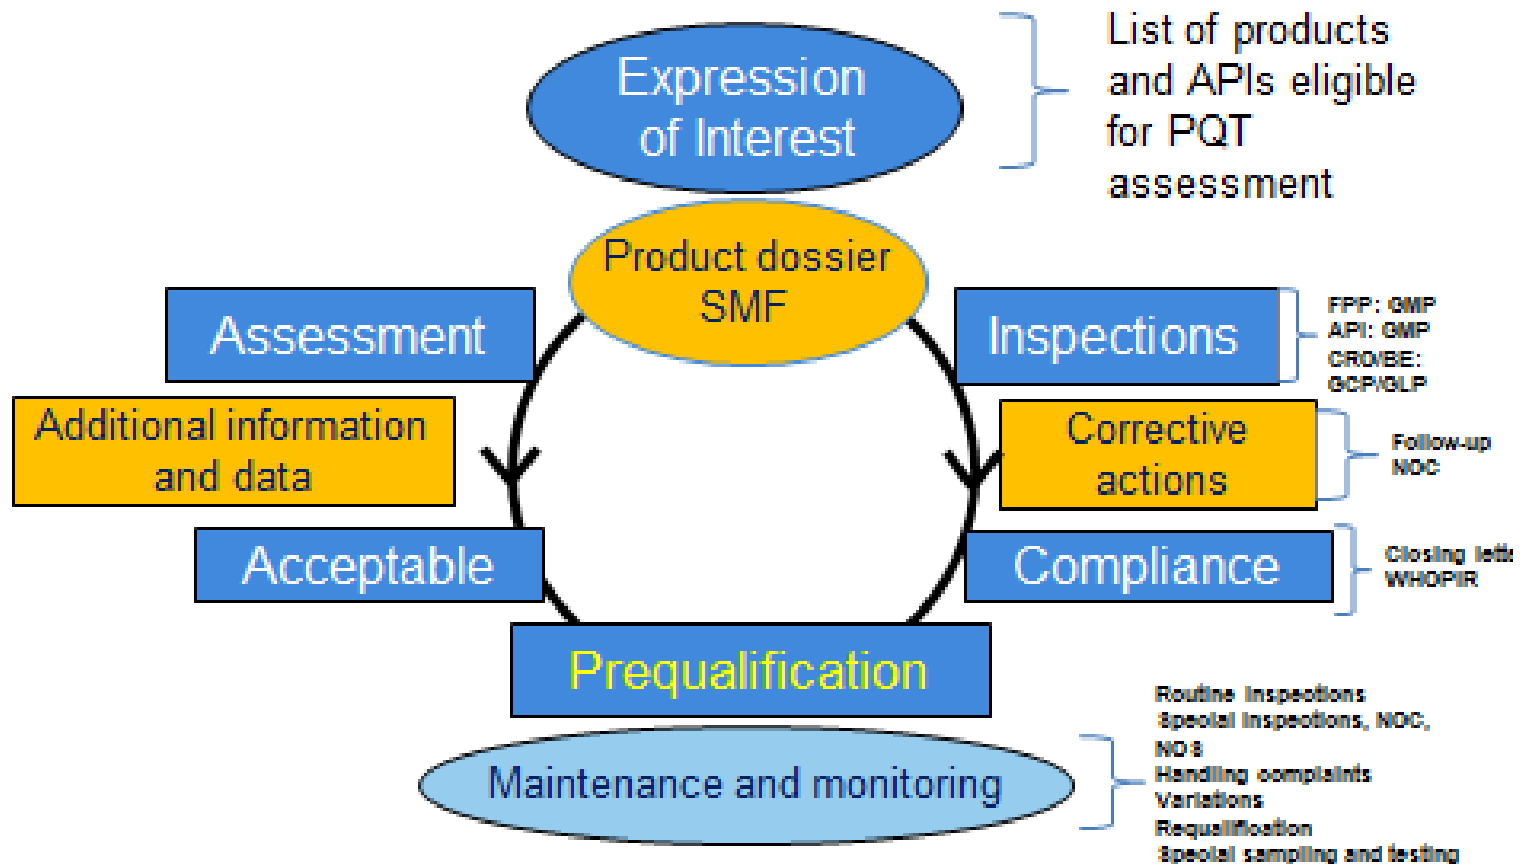 Expression
of Interest
List of products
and APIs eligible
for PQT
assessment
Product dossier
SMF
Assessment
Inspections
FPP: GMP
API: GMP
CRO/BE:
GCP/GLP
Additional information
and data
Corrective
actions
Follow-up
NOC
Acceptable
Compliance
Closing lette
WHOPIR
Prequalification
Maintenance and monitoring
Routine Inspections
Special Inspections, NOC,
NOS
Handling complaints
Variations
Requalification
Special sampling and testing